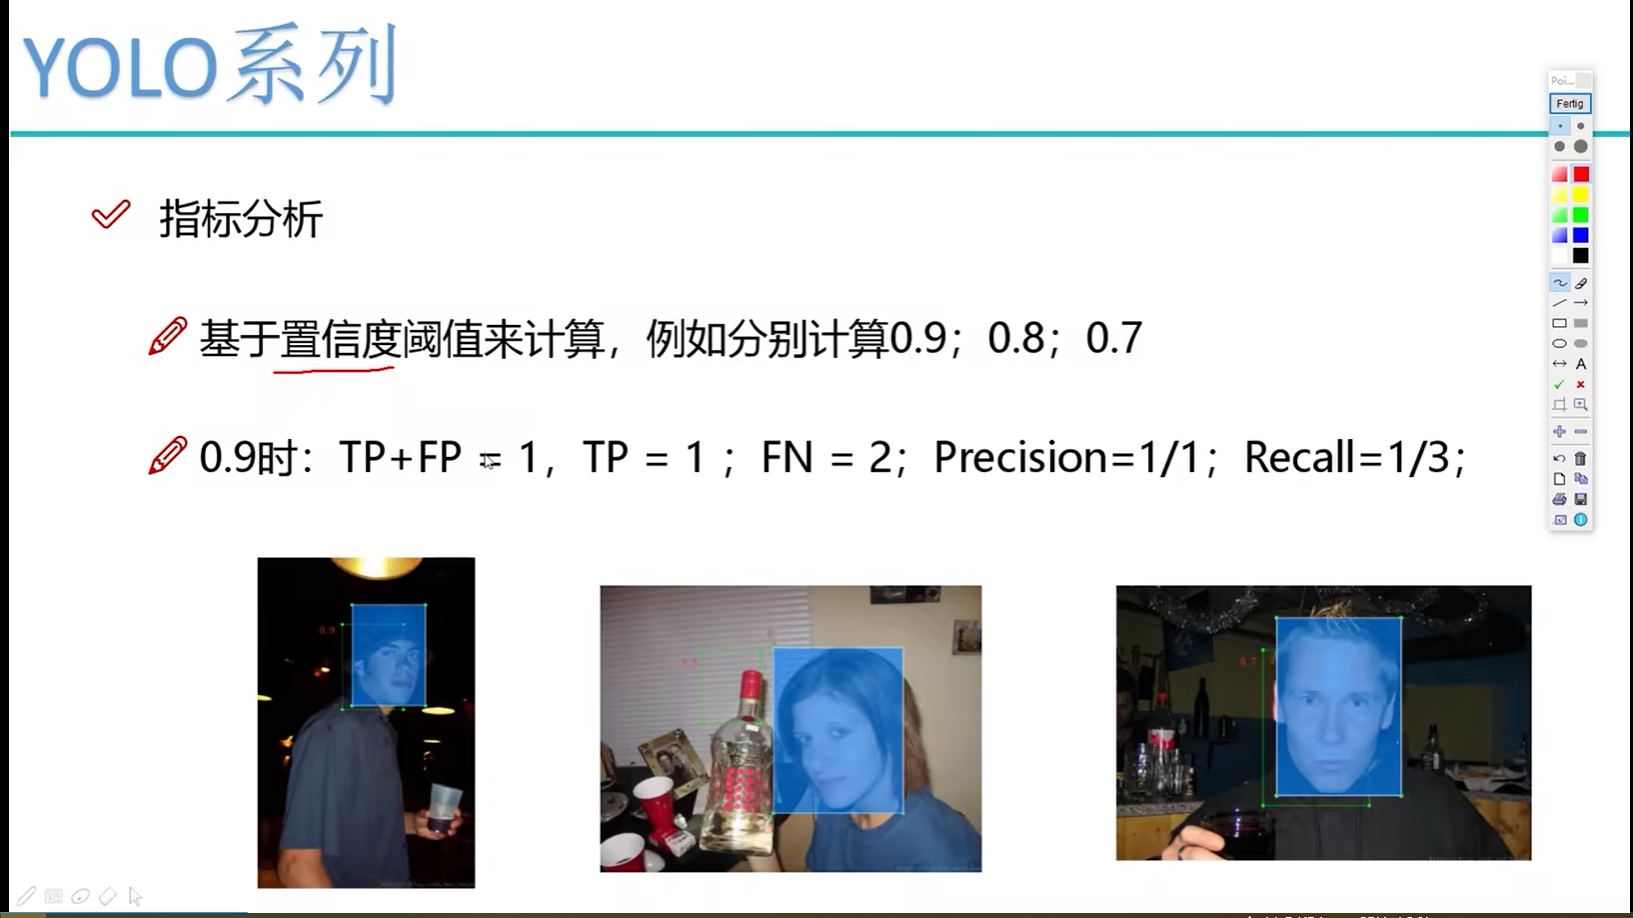 YOLO系列
Poi...
Fertig
指标分析
基于置信度阈值来计算，例如分别计算0.9；0.8；0.7
0.9时：TP+FP = 1，TP = 1 ；FN = 2；Precision=1/1；Recall=1/3；
A
0.9
0.7